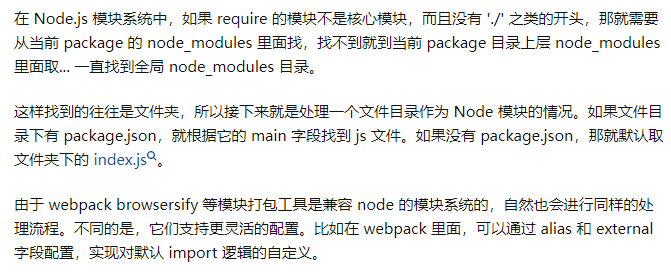 在 Node.js 模块系统中，如果 require 的模块不是核心模块，而且没有 './' 之类的开头，那就需要
从当前 package 的 node_modules 里面找，找不到就到当前 package 目录上层 node_modules
里面取... 一直找到全局 node_modules 目录。
这样找到的往往是文件夹，所以接下来就是处理一个文件目录作为 Node 模块的情况。如果文件目
录下有 package.json，就根据它的 main 字段找到 js 文件。如果没有 package.json，那就默认取
文件夹下的 index.js。
由于 webpack browsersify 等模块打包工具是兼容 node 的模块系统的，自然也会进行同样的处
理流程。不同的是，它们支持更灵活的配置。比如在 webpack 里面，可以通过 alias 和 external
字段配置，实现对默认 import 逻辑的自定义。